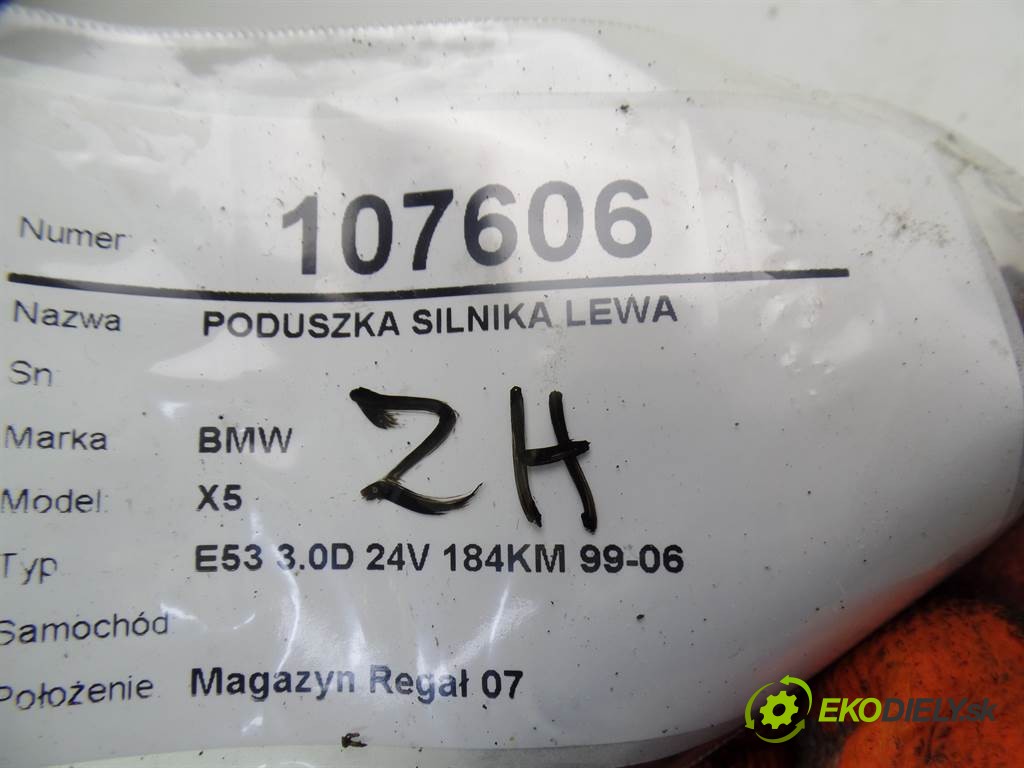 Numer: 107606
Nazwa PODUSZKA SILNIKA LEWA
Sn
ZH
Marka BMW
Model: X5
Typ E53 3.0D 24V 184KM 99-06
Samochód
Położenie Magazyn Regał 07
EKODIELY.sk